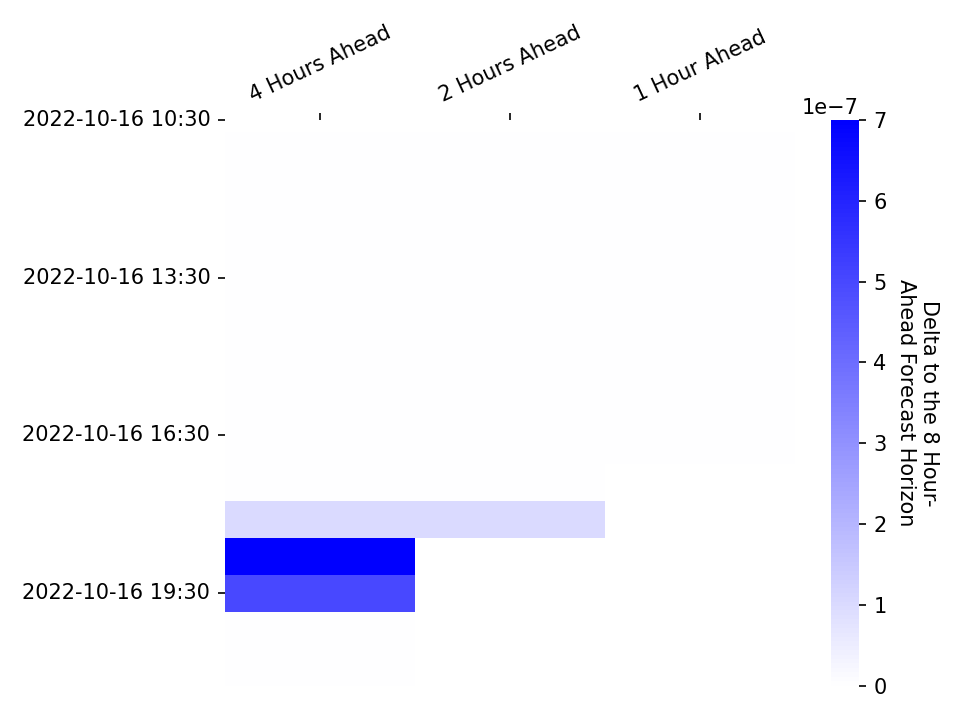 4 Hours Ahead
2 Hours Ahead
1 Hour Ahead
2022-10-16 10:30
2022-10-16 13:30
2022-10-16 16:30
2022-10-16 19:30
1e−7
7
6
5
4
3
2
1
0
Delta to the 8 Hour-
Ahead Forecast Horizon